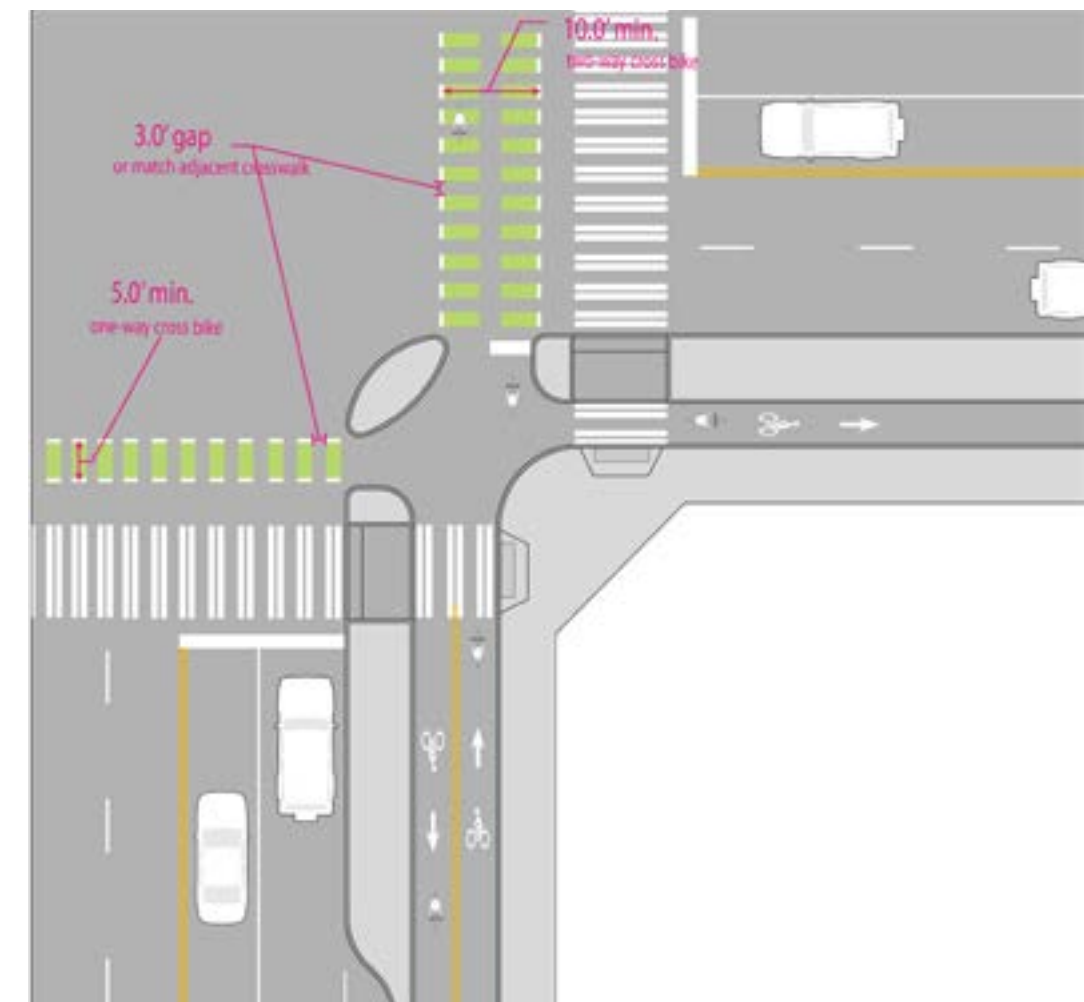 10.0' min.
two-way cross bike
3.0' gap
or match adjacent crosswalk
5.0' min.
one-way cross bike